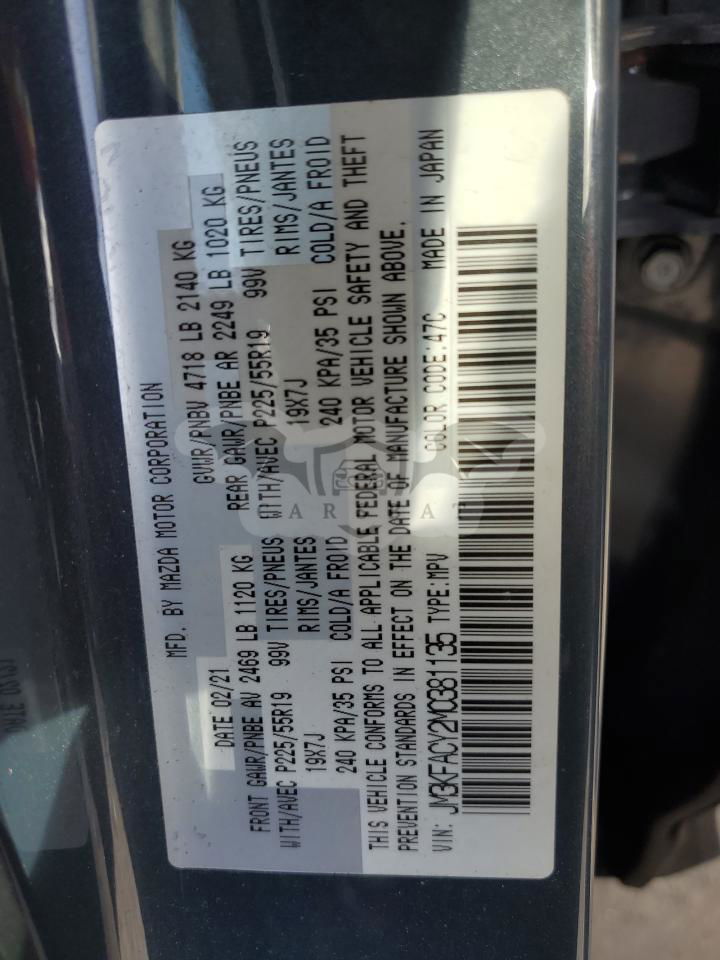 MFD. BY MAZDA MOTOR CORPORATION
DATE 02/21 GVWR/PNBV 4718 LB 2140 KG
FRONT GAWR/PNBE AV 2469 LB 1120 KG REAR GAWR/PNBE AR 2249 LB 1020 KG
WITH/AVEC P225/55R19 99V TIRES/PNEUS WITH/AVEC P225/55R19 99V TIRES/PNEUS
19X7J RIMS/JANTES 19X7J RIMS/JANTES
240 KPA/35 PSI COLD/A FROID 240 KPA/35 PSI COLD/A FROID
THIS VEHICLE CONFORMS TO ALL APPLICABLE FEDERAL MOTOR VEHICLE SAFETY AND THEFT
PREVENTION STANDARDS IN EFFECT ON THE DATE OF MANUFACTURE SHOWN ABOVE.
VIN: JM3KFACY2M0381135 TYPE:MPV COLOR CODE:47C MADE IN JAPAN